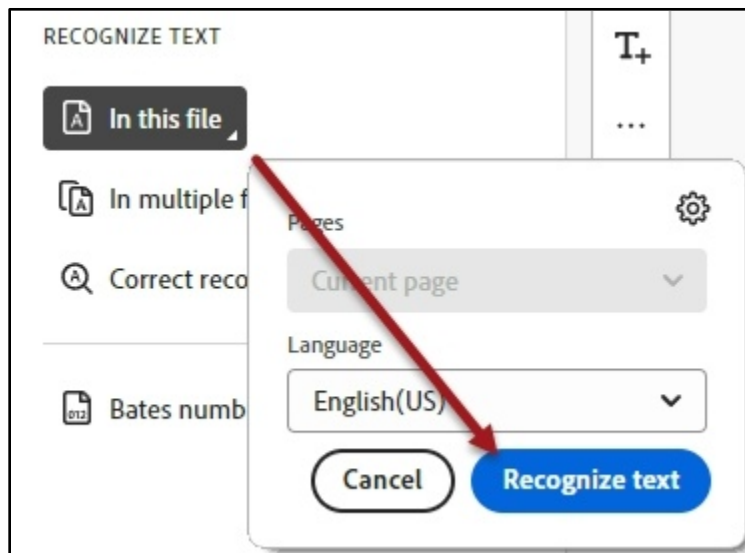 RECOGNIZE TEXT
In this file
In multiple f
Correct reco
Bates numb
T+
...
Pages
Current page
Language
English(US)
Cancel
Recognize text